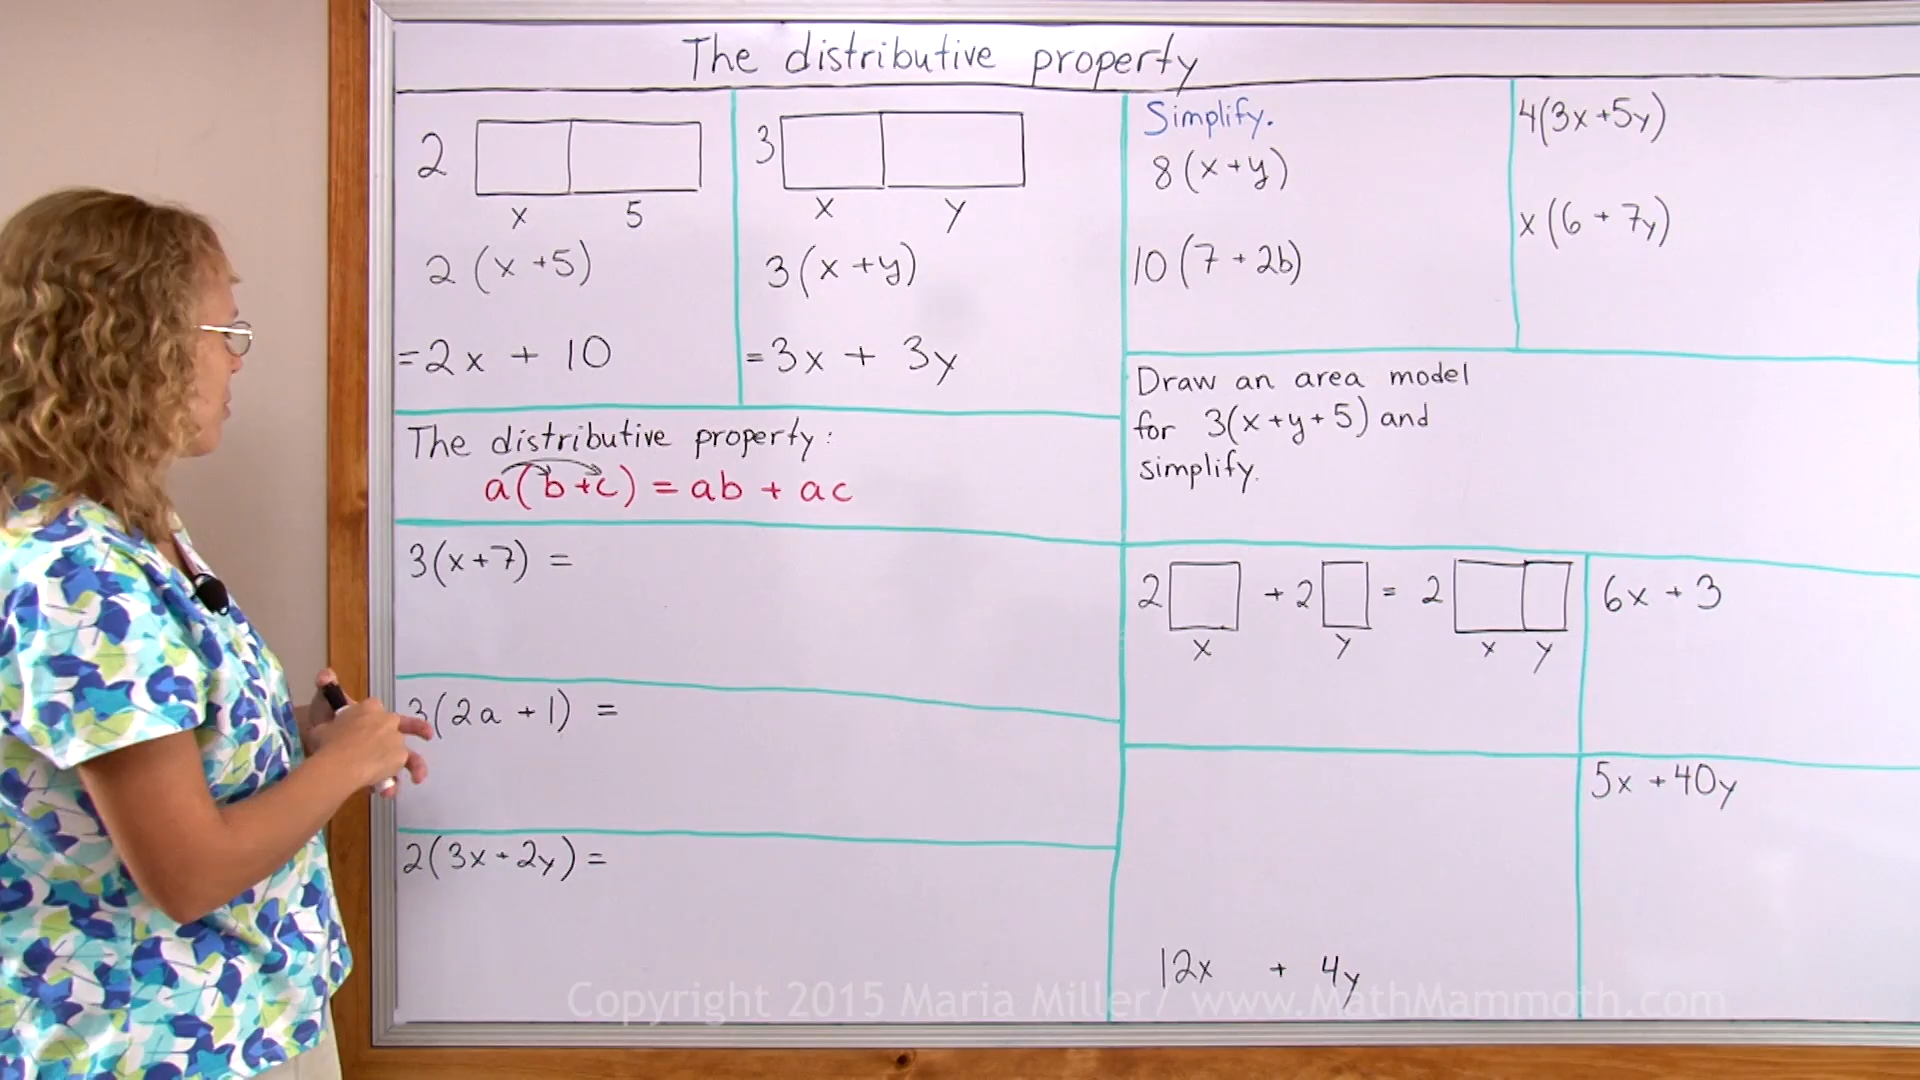 The distributive property
2
x 5
2 (x +5)
=2x + 10
3
x y
3(x +y)
=3x + 3y
The distributive property:
a(b+c) = ab + ac
3(x+7) =
3(2a +1) =
2(3x+2y)=
Simplify.
8(x+y)
10(7 + 2b)
4(3x+5y)
x(6 + 7y)
Draw an area model
for 3(x+y+5) and
simplify.
2 +2 = 2
x y x y
6x + 3
12x + 4y
5x +40y
Copyright 2015 Maria Miller/ www.MathMammoth.com